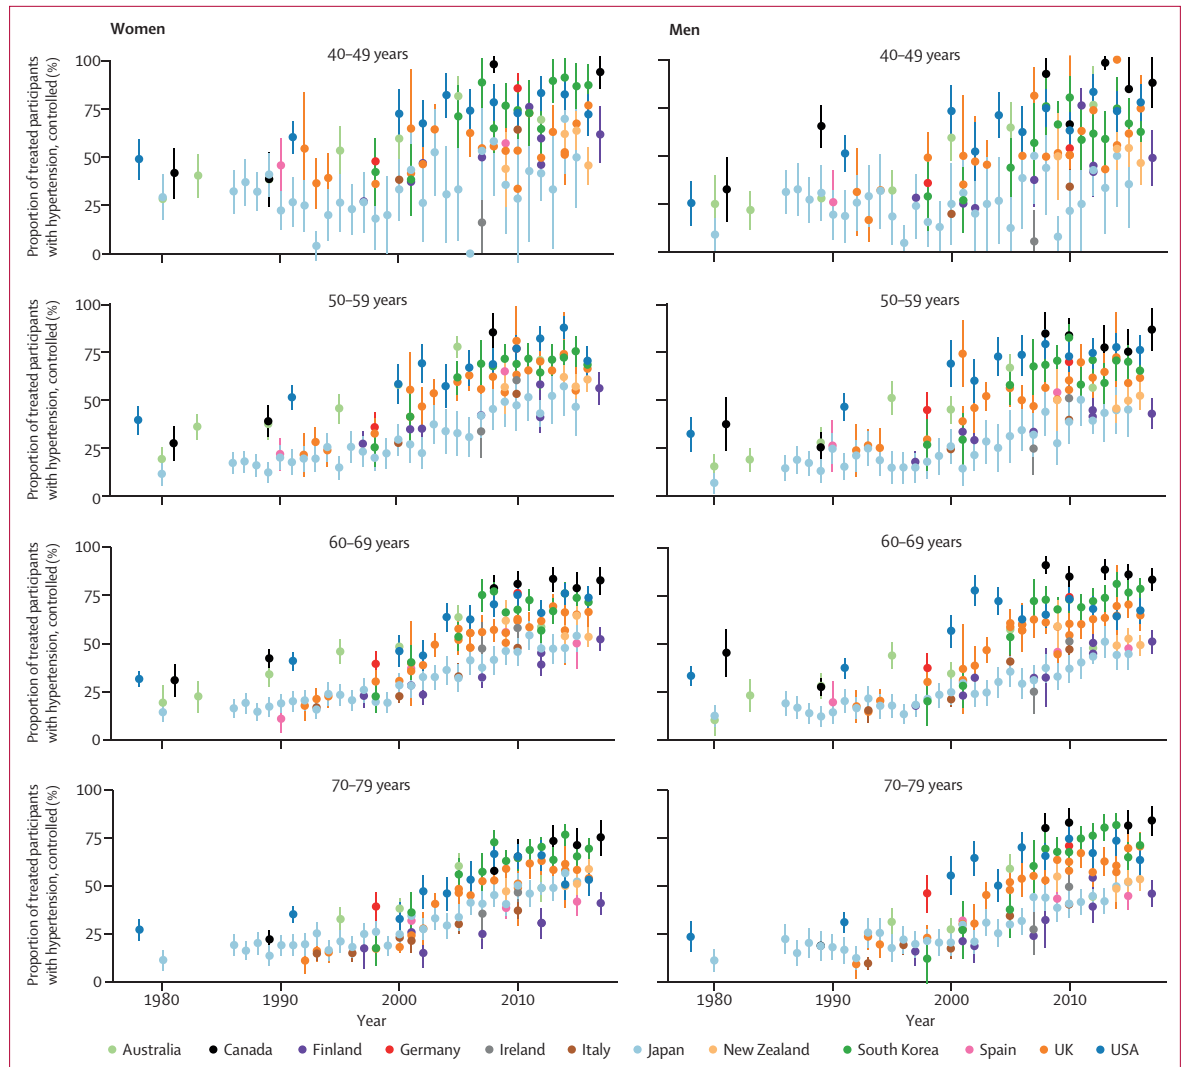 Women
Men
40–49 years
40–49 years
Proportion of treated participants
with hypertension, controlled (%)
100
75
50
25
0
50–59 years
50–59 years
Proportion of treated participants
with hypertension, controlled (%)
100
75
50
25
0
60–69 years
60–69 years
Proportion of treated participants
with hypertension, controlled (%)
100
75
50
25
0
70–79 years
70–79 years
Proportion of treated participants
with hypertension, controlled (%)
100
75
50
25
0
1980 1990 2000 2010
1980 1990 2000 2010
Year
Year
Australia Canada Finland Germany Ireland Italy Japan New Zealand South Korea Spain UK USA